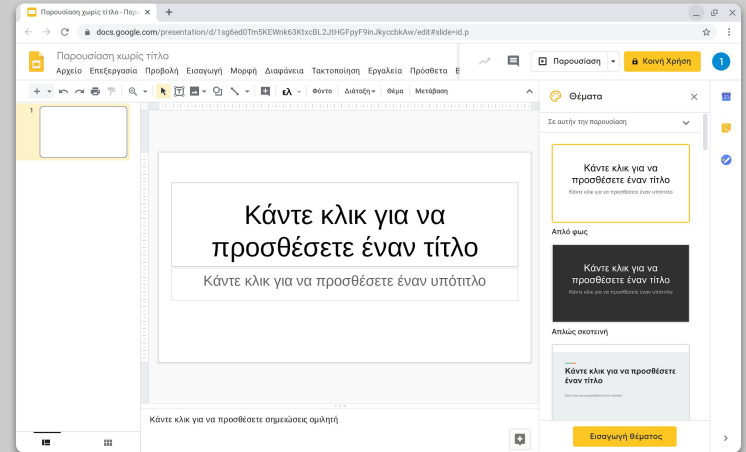 Παρουσίαση χωρίς τίτλο - Παρο
docs.google.com/presentation/d/1sg6ed0Tm5KEWnk63KtxcBL2JtHGFpyF9inJkyccbkAw/edit#slide=id.p
Παρουσίαση χωρίς τίτλο
Αρχείο Επεξεργασία Προβολή Εισαγωγή Μορφή Διαφάνεια Τακτοποίηση Εργαλεία Πρόσθετα
Παρουσίαση
Κοινή Χρήση
1
ελ
Φόντο Διάταξη Θέμα Μετάβαση
1
Κάντε κλικ για να
προσθέσετε έναν τίτλο
Κάντε κλικ για να προσθέσετε έναν υπότιτλο
Κάντε κλικ για να προσθέσετε σημειώσεις ομιλητή
Θέματα
Σε αυτήν την παρουσίαση
Κάντε κλικ για να
προσθέσετε έναν τίτλο
Κάντε κλικ για να προσθέσετε έναν υπότιτλο
Απλό φως
Κάντε κλικ για να
προσθέσετε έναν τίτλο
Κάντε κλικ για να προσθέσετε έναν υπότιτλο
Απλώς σκοτεινή
Κάντε κλικ για να προσθέσετε
έναν τίτλο
Εισαγωγή θέματος
31